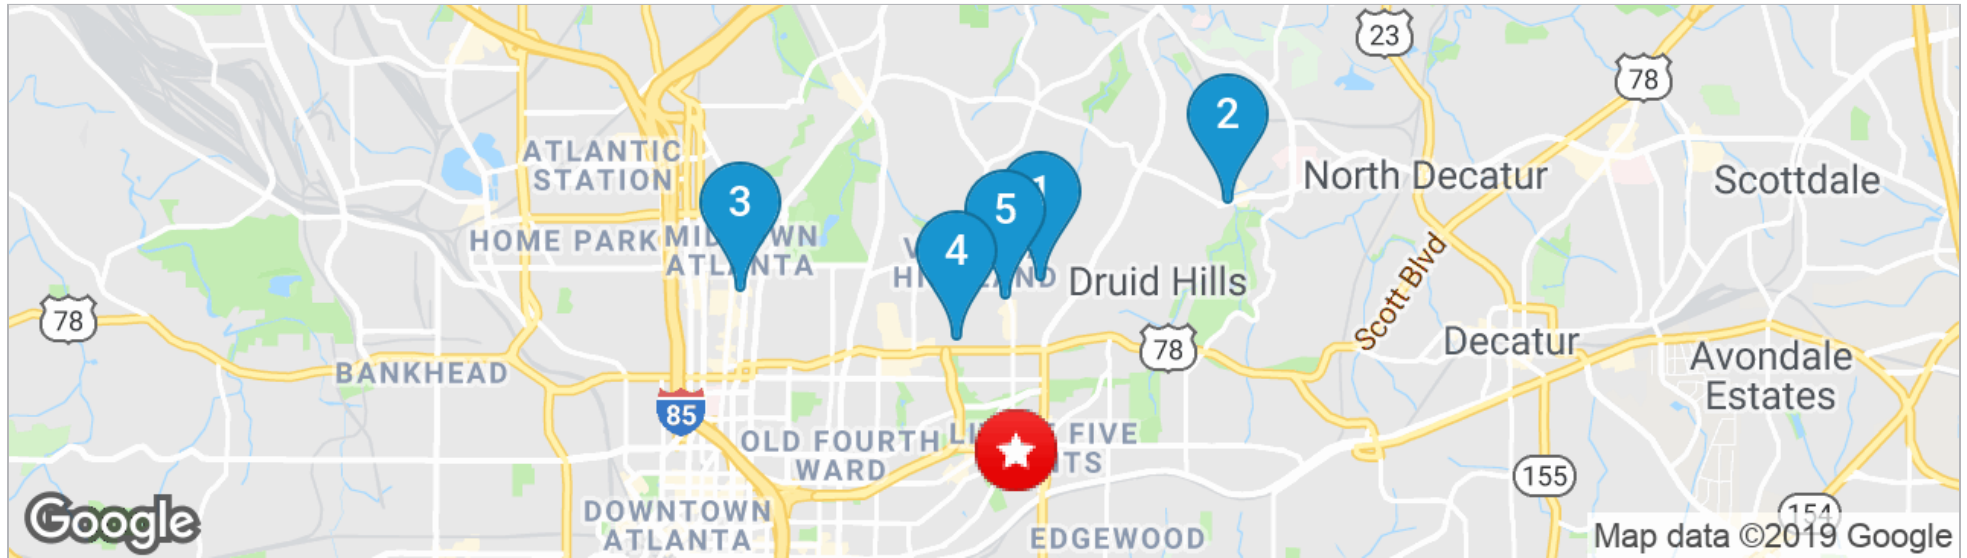 23
78
2
ATLANTIC
STATION
North Decatur
Scottdale
3
5
1
HOME PARK
ATLANTA
4
Druid Hills
Scott Blvd
78
78
Decatur
Avondale
Estates
BANKHEAD
85
OLD FOURTH
WARD
FIVE
155
154
Google
DOWNTOWN
ATLANTA
EDGEWOOD
Map data ©2019 Google